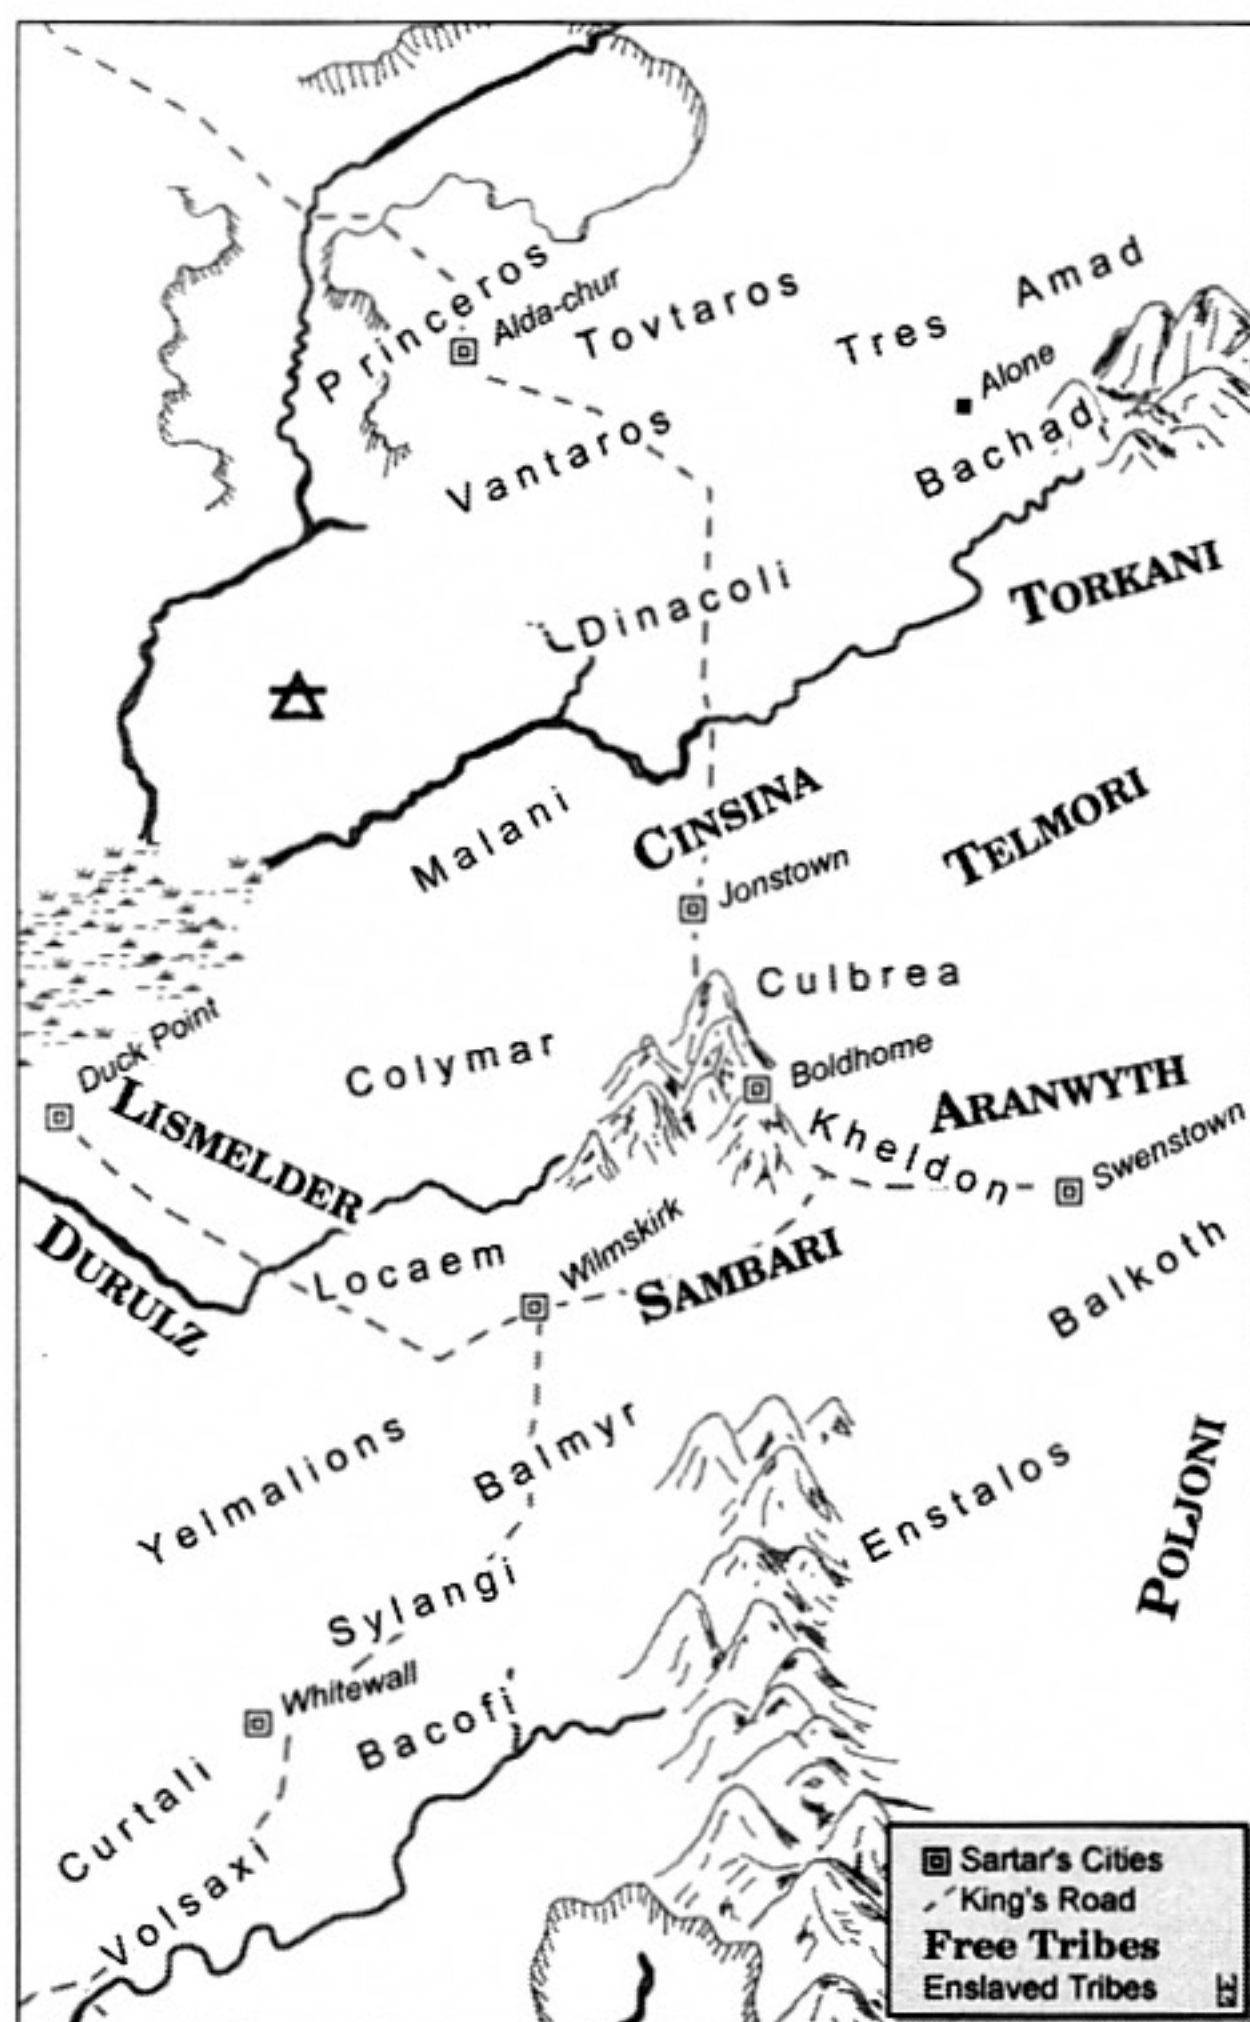 Amad
Princeros
Alda-chur
Tovtaros
Tres
Alone
Bachad
Vantaros
TORKANI
Dinacoli
CINSINA
TELMORI
Malani
Jonstown
Culbrea
Duck Point
Colymar
Boldhome
ARANWYTH
LISMELDER
Kheldon
Swenstown
DURULZ
Locaem
Wilmskirk
SAMBARI
Balkoth
Yelmalions
Balmyr
Enstalos
POLJONI
Sylangi
Whitewall
Bacofi
Curtali
Volsaxi
Sartar's Cities
King's Road
Free Tribes
Enslaved Tribes